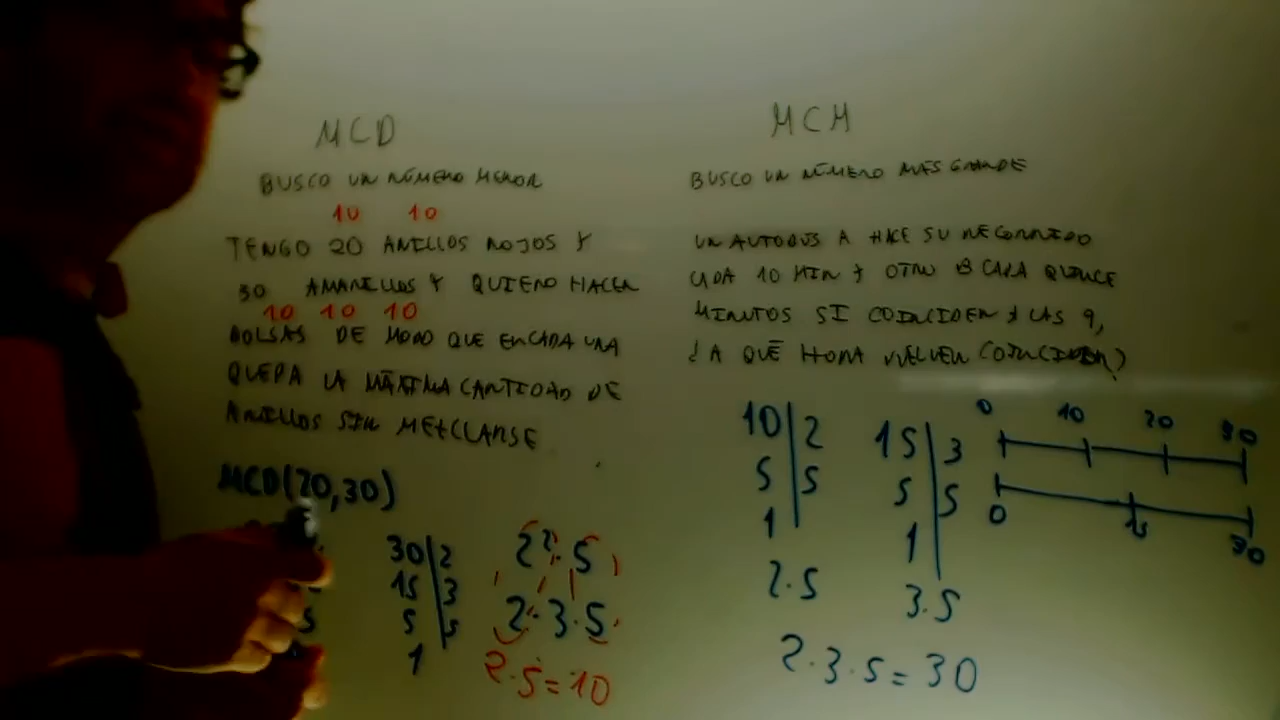 MCD
BUSCO UN NÚMERO MENOR
10 10
TENGO 20 ANILLOS ROJOS Y
30 AMARILLOS Y QUIERO HACER
10 10 10
BOLSAS DE MODO QUE EN CADA UNA
QUEPA LA MÁXIMA CANTIDAD DE
ANILLOS SIN MEZCLARSE
MCD(20,30)
30 2
15 3
5 5
1
5
2²·5
2·3·5
2·5=10
MCM
BUSCO UN NÚMERO MÁS GRANDE
UN AUTOBUS A HACE SU RECORRIDO
CADA 10 MIN Y OTRO B CADA QUINCE
MINUTOS SI COINCIDEN A LAS 9,
¿A QUÉ HORA VUELVEN COINCIDIR?
10 2
5 5
1
2·5
15 3
5 5
1
3·5
2·3·5=30
0 10 20 30
0 15 30